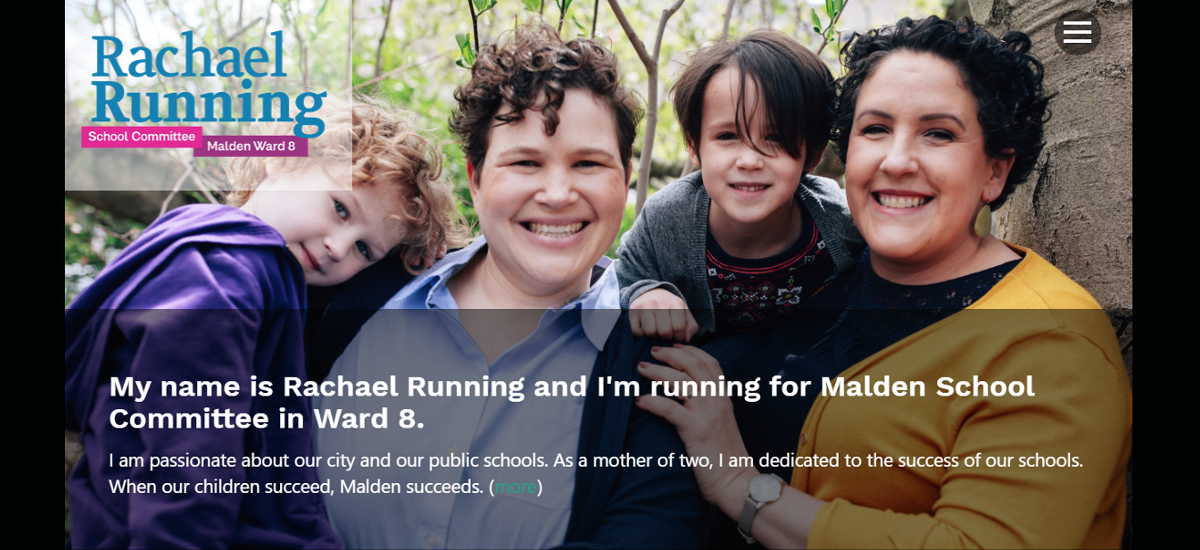 Rachael
Running
School Committee
Malden Ward 8
My name is Rachael Running and I'm running for Malden School
Committee in Ward 8.
I am passionate about our city and our public schools. As a mother of two, I am dedicated to the success of our schools.
When our children succeed, Malden succeeds. (more)